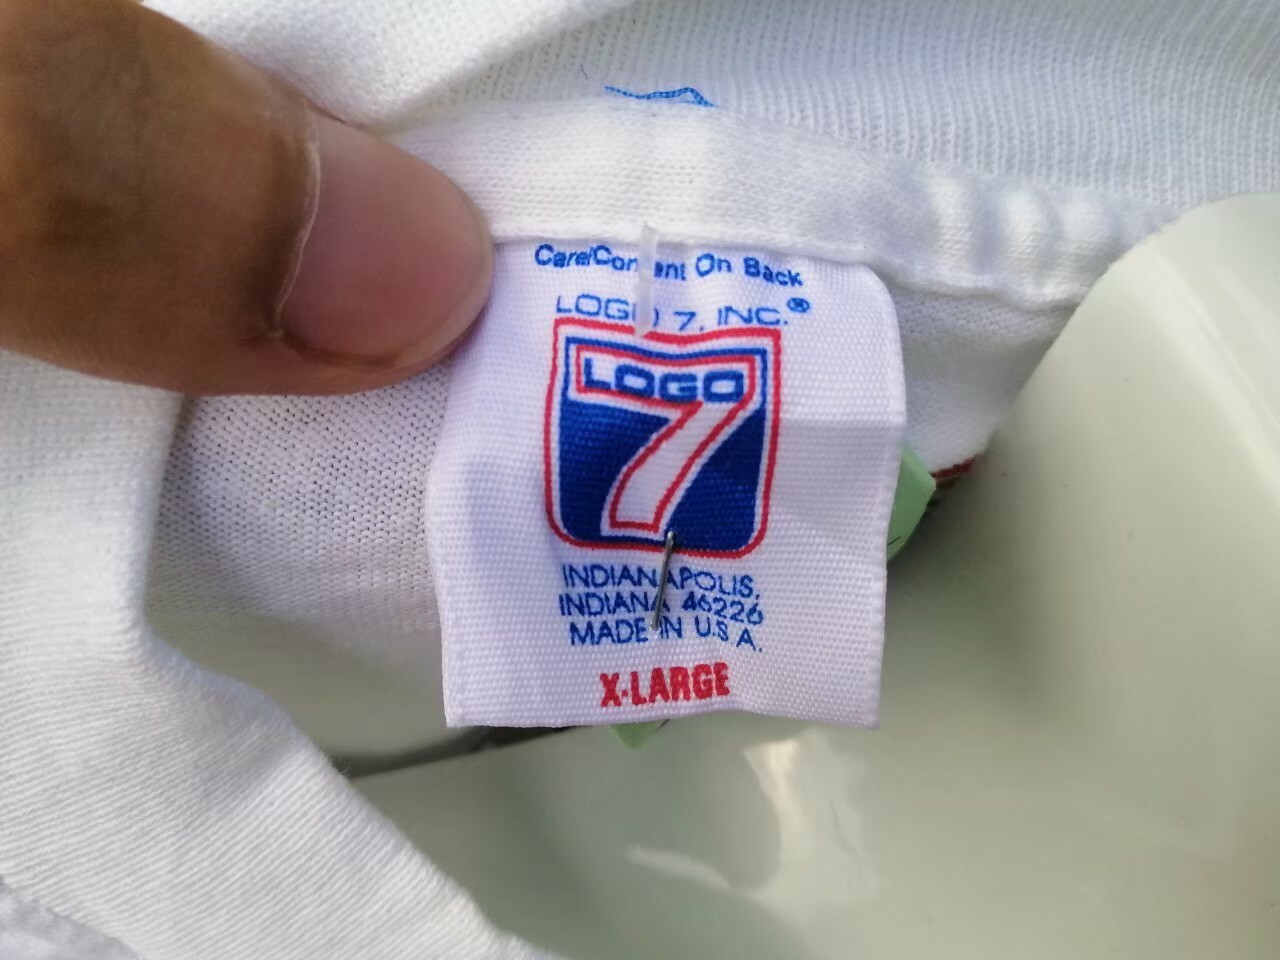 Care/Content On Back
LOGO 7, INC.®
LOGO
7
INDIANAPOLIS,
INDIANA 46226
MADE IN U.S.A.
X-LARGE